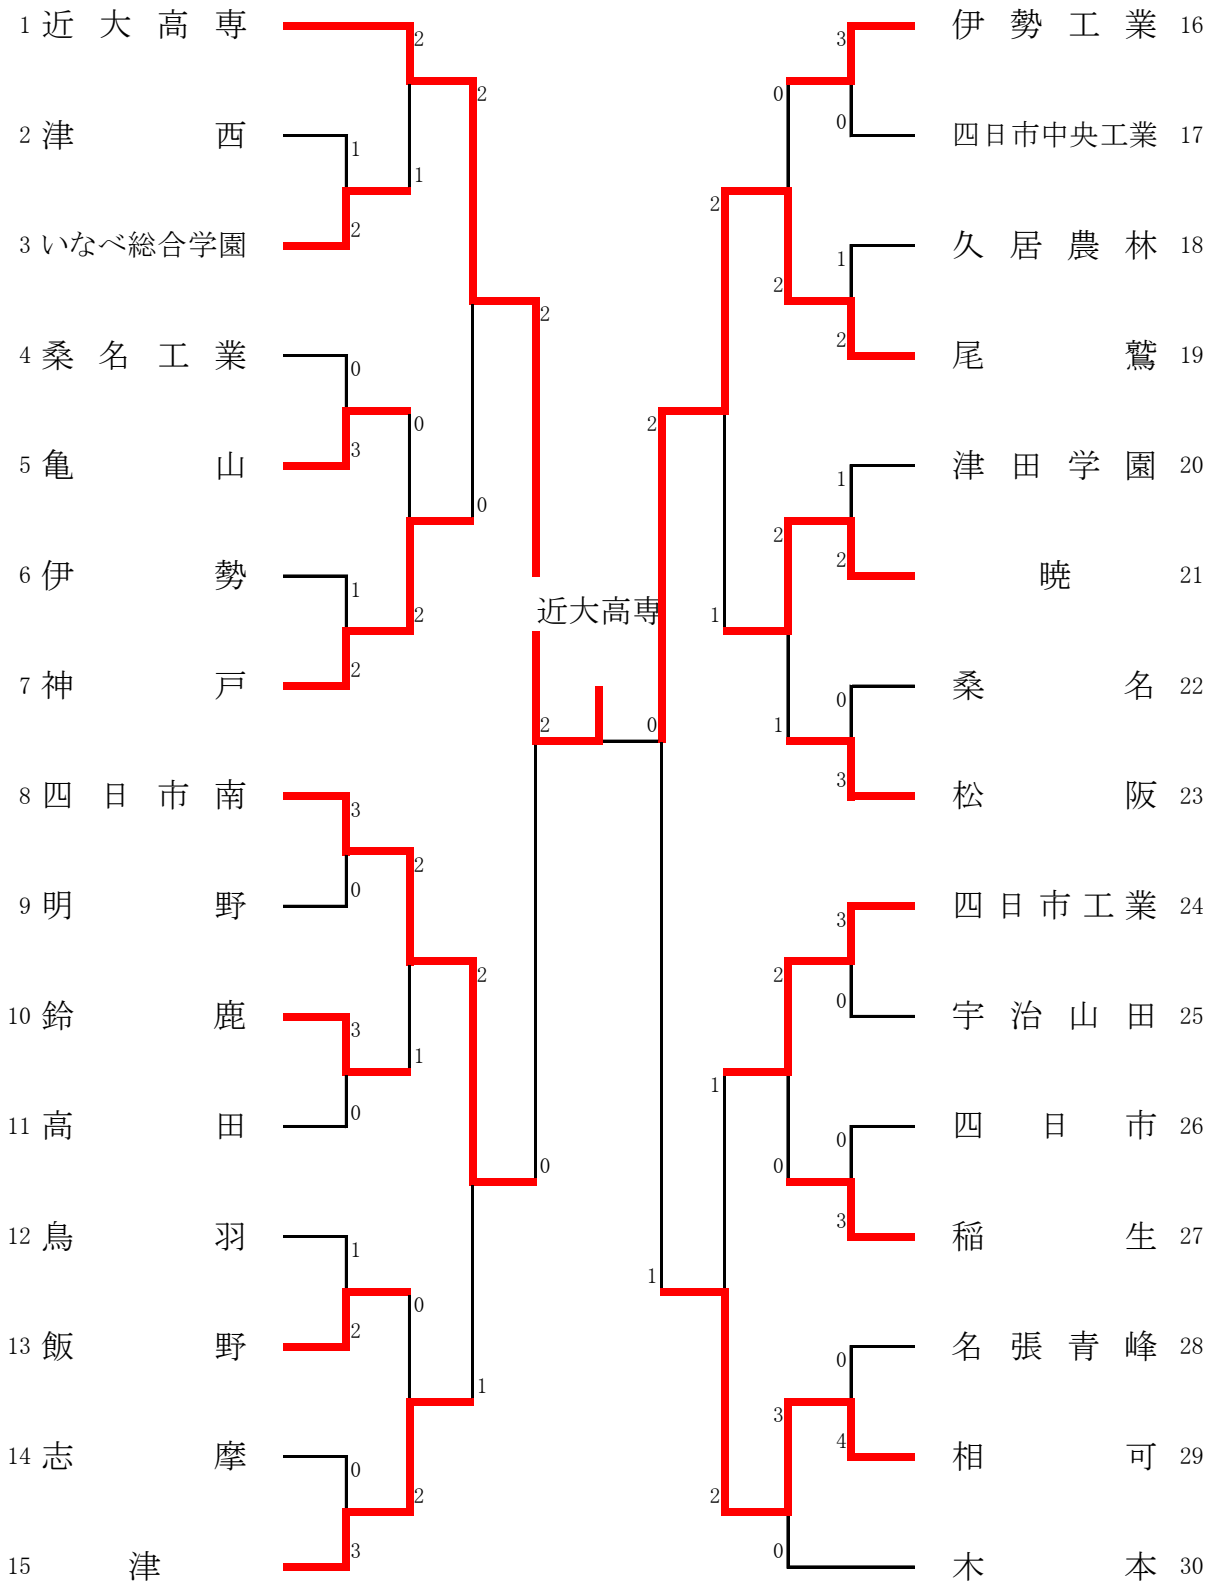 1 近大高専
2 津西
3 いなべ総合学園
4 桑名工業
5 亀山
6 伊勢
7 神戸
8 四日市南
9 明野
10 鈴鹿
11 高田
12 鳥羽
13 飯野
14 志摩
15 津
2
1
2
1
2
0
3
1
2
0
2
2
0
2
3
0
3
0
2
1
1
2
0
3
0
2
2
1
2
0
近大高専
2
0
2
1
3
0
1
2
0
2
1
2
0
3
2
1
2
1
3
0
0
3
2
0
0
4
3
0
1
2
伊勢工業 16
四日市中央工業 17
久居農林 18
尾鷲 19
津田学園 20
暁 21
桑名 22
松阪 23
四日市工業 24
宇治山田 25
四日市 26
稲生 27
名張青峰 28
相可 29
木本 30